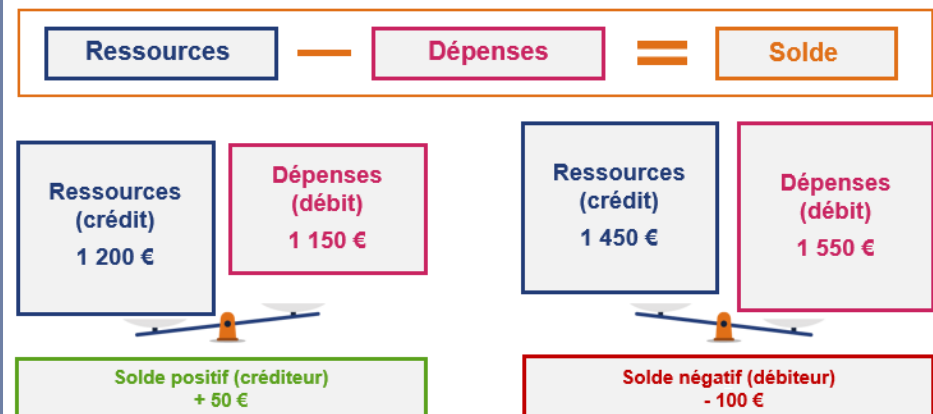 Ressources — Dépenses = Solde
Ressources
(crédit)
1 200 €
Dépenses
(débit)
1 150 €
Solde positif (créditeur)
+ 50 €
Ressources
(crédit)
1 450 €
Dépenses
(débit)
1 550 €
Solde négatif (débiteur)
- 100 €